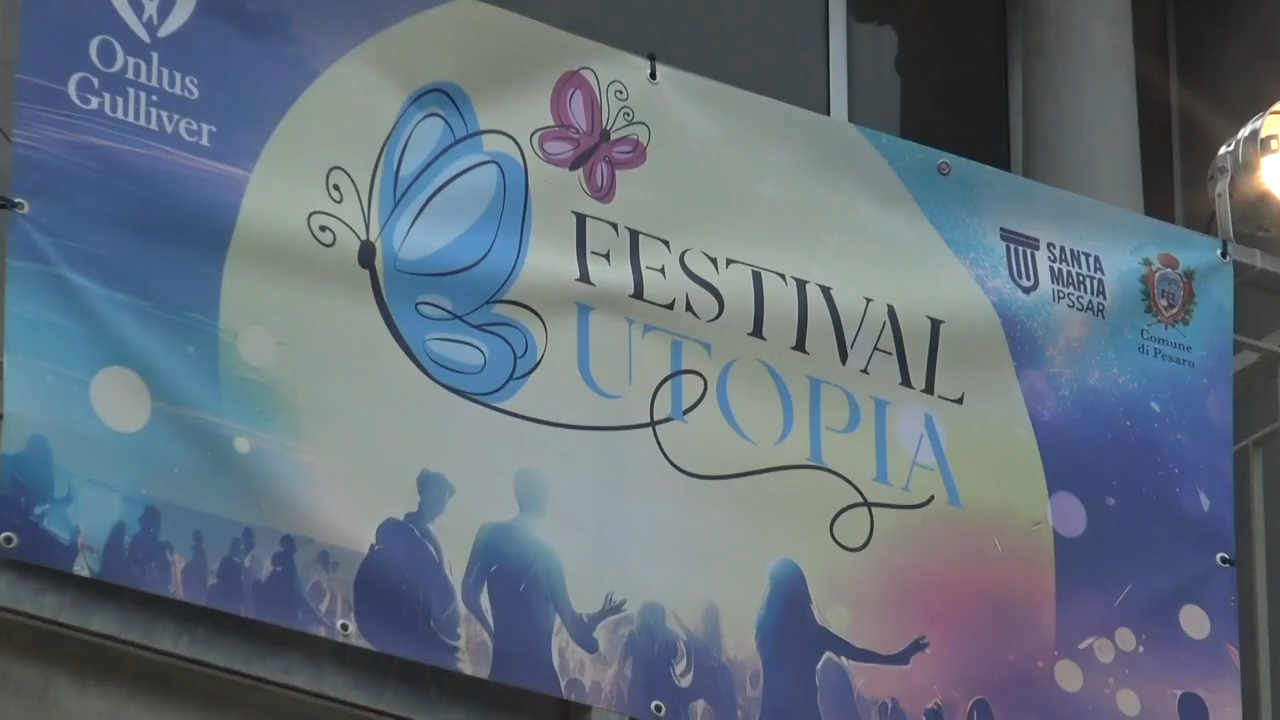 Onlus
Gulliver
FESTIVAL
UTOPIA
SANTA
MARTA
IPSSAR
Comune
di Pesaro